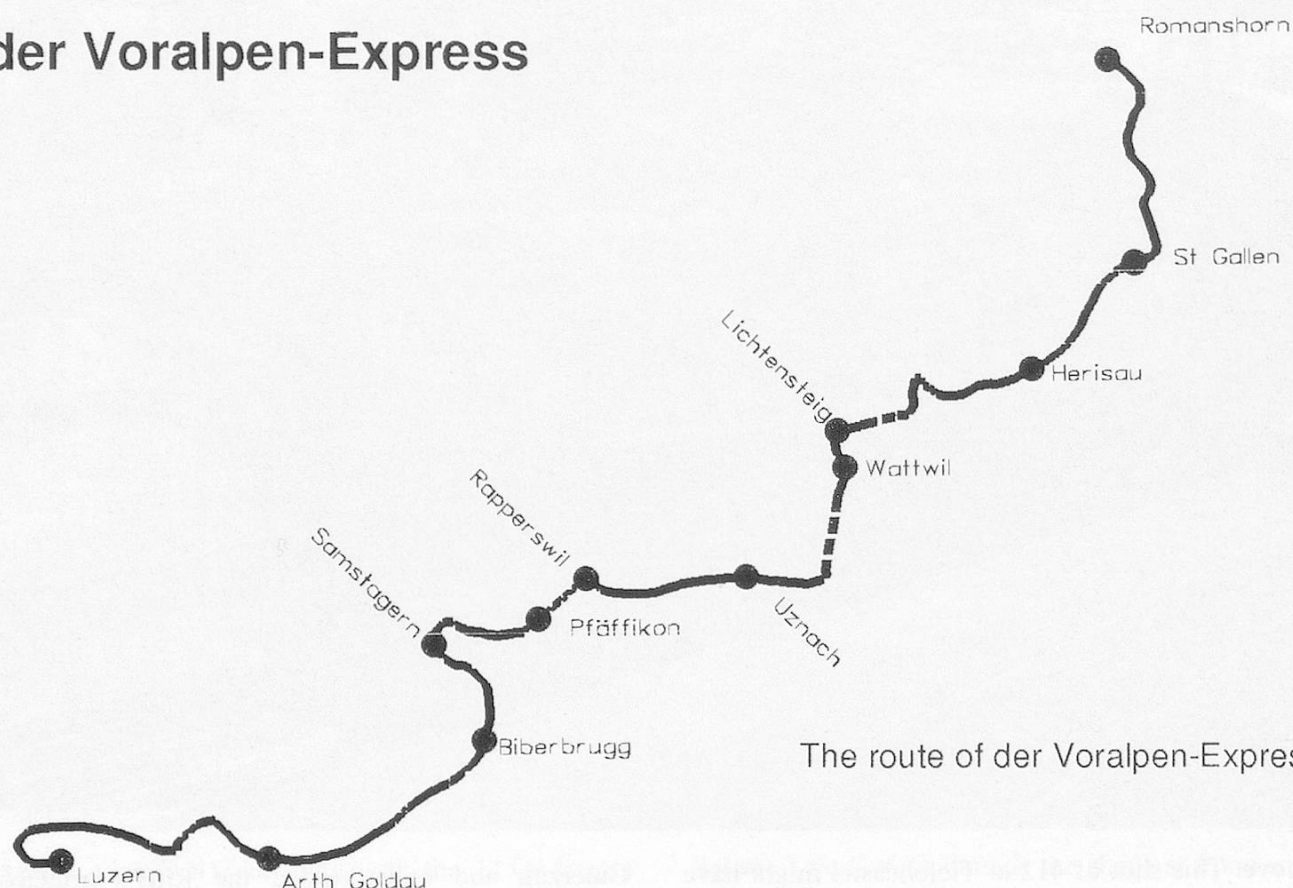 der Voralpen-Express
Romanshorn
St Gallen
Lichtensteig
Herisau
Wattwil
Rapperswil
Samstagern
Pfäffikon
Uznach
Biberbrugg
The route of der Voralpen-Expres
Luzern
Arth Goldau